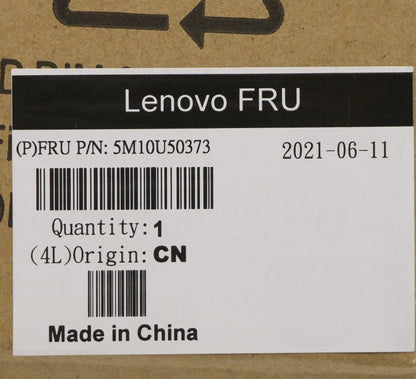 Lenovo FRU
(P)FRU P/N: 5M10U50373
2021-06-11
Quantity: 1
(4L)Origin: CN
Made in China